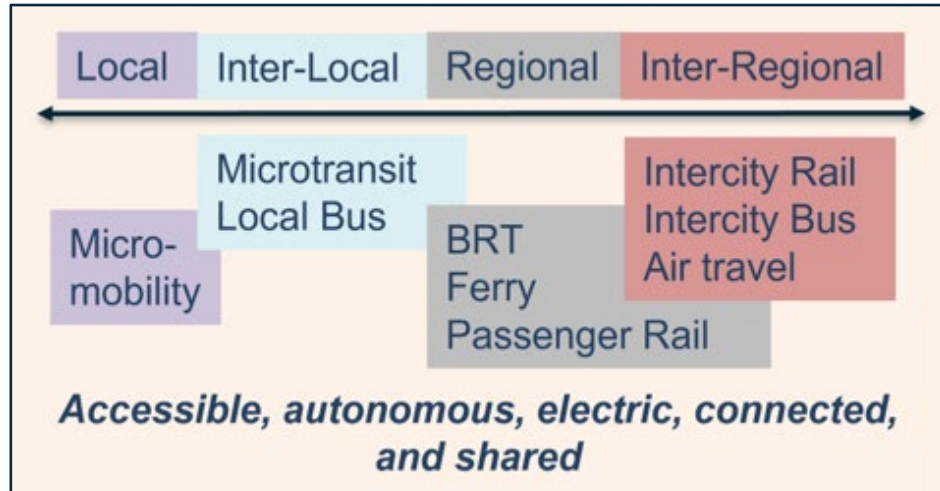 Local
Inter-Local
Regional
Inter-Regional
Micro-
mobility
Microtransit
Local Bus
BRT
Ferry
Passenger Rail
Intercity Rail
Intercity Bus
Air travel
Accessible, autonomous, electric, connected,
and shared